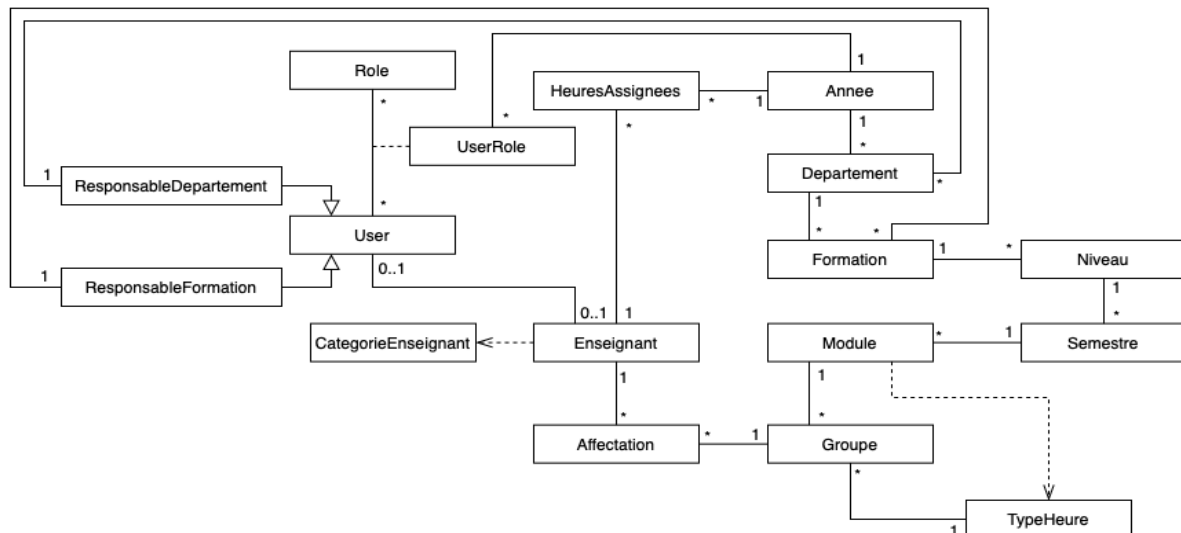 1
Role
HeuresAssignees
*
1
Annee
*
*
*
1
UserRole
*
1
ResponsableDepartement
Departement
*
*
1
User
*
*
0..1
1
ResponsableFormation
Formation
1
*
Niveau
1
0..1
1
*
CategorieEnseignant
Enseignant
Module
*
1
Semestre
1
1
*
*
Affectation
*
1
Groupe
*
1
TypeHeure